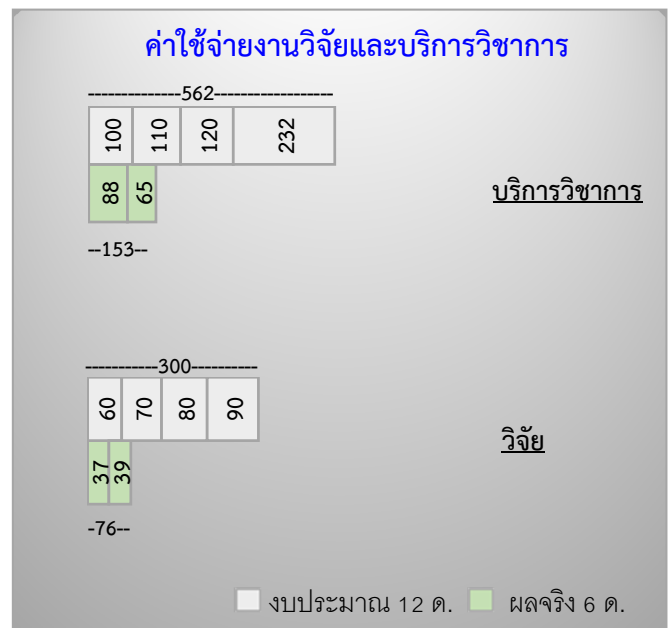 ค่าใช้จ่ายงานวิจัยและบริการวิชาการ
--------------562------------------
100 110 120 232
88 65
บริการวิชาการ
--153--
-----------300----------
60 70 80 90
วิจัย
37 39
-76--
งบประมาณ 12 ด. ผลจริง 6 ด.